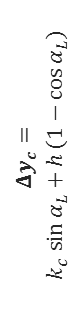 Δy_c =
k_c sin α_L + h (1 − cos α_L)